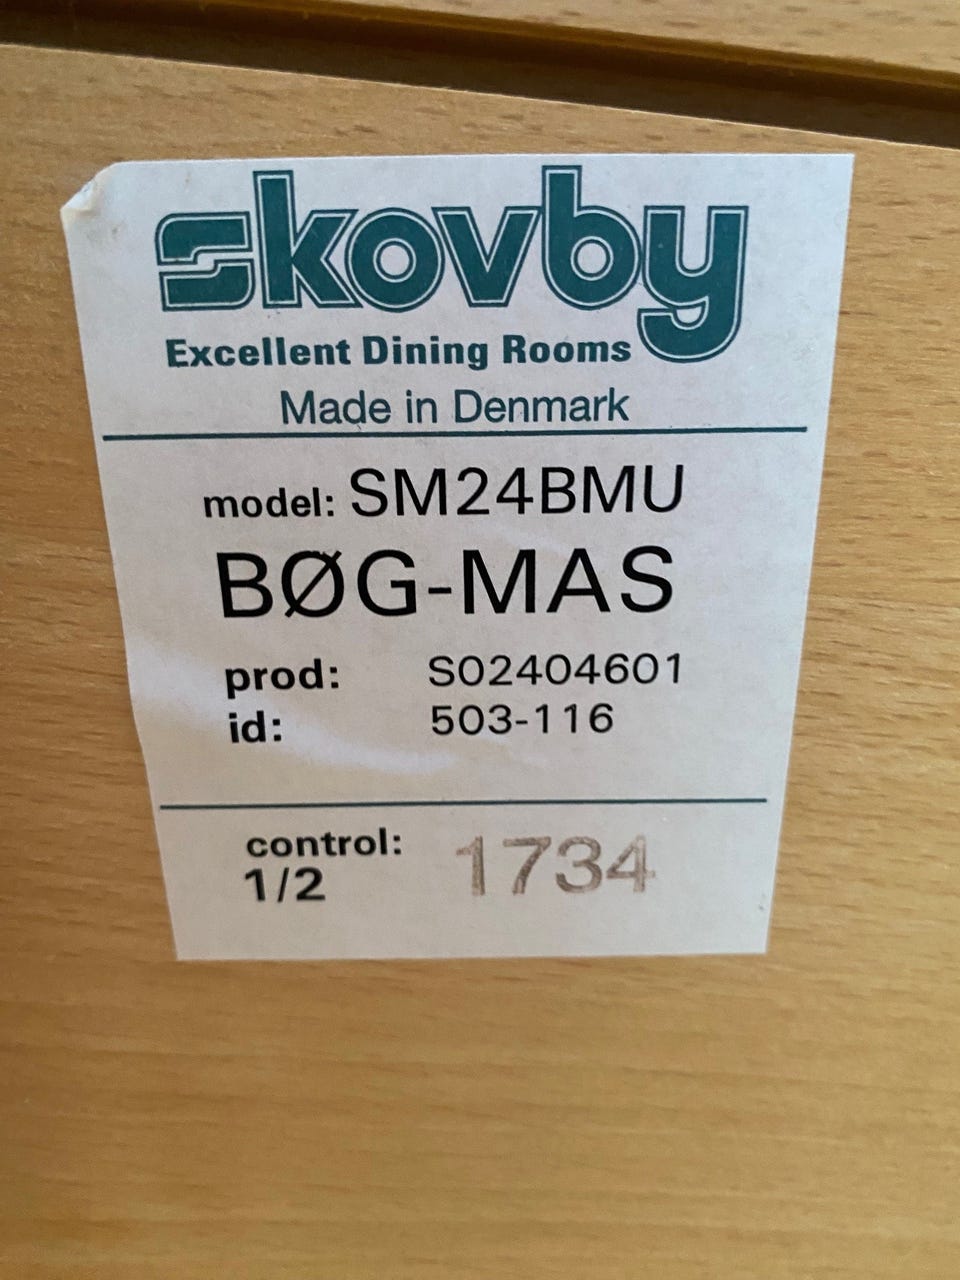 skovby
Excellent Dining Rooms
Made in Denmark
model: SM24BMU
BØG-MAS
prod: S02404601
id: 503-116
control: 1734
1/2